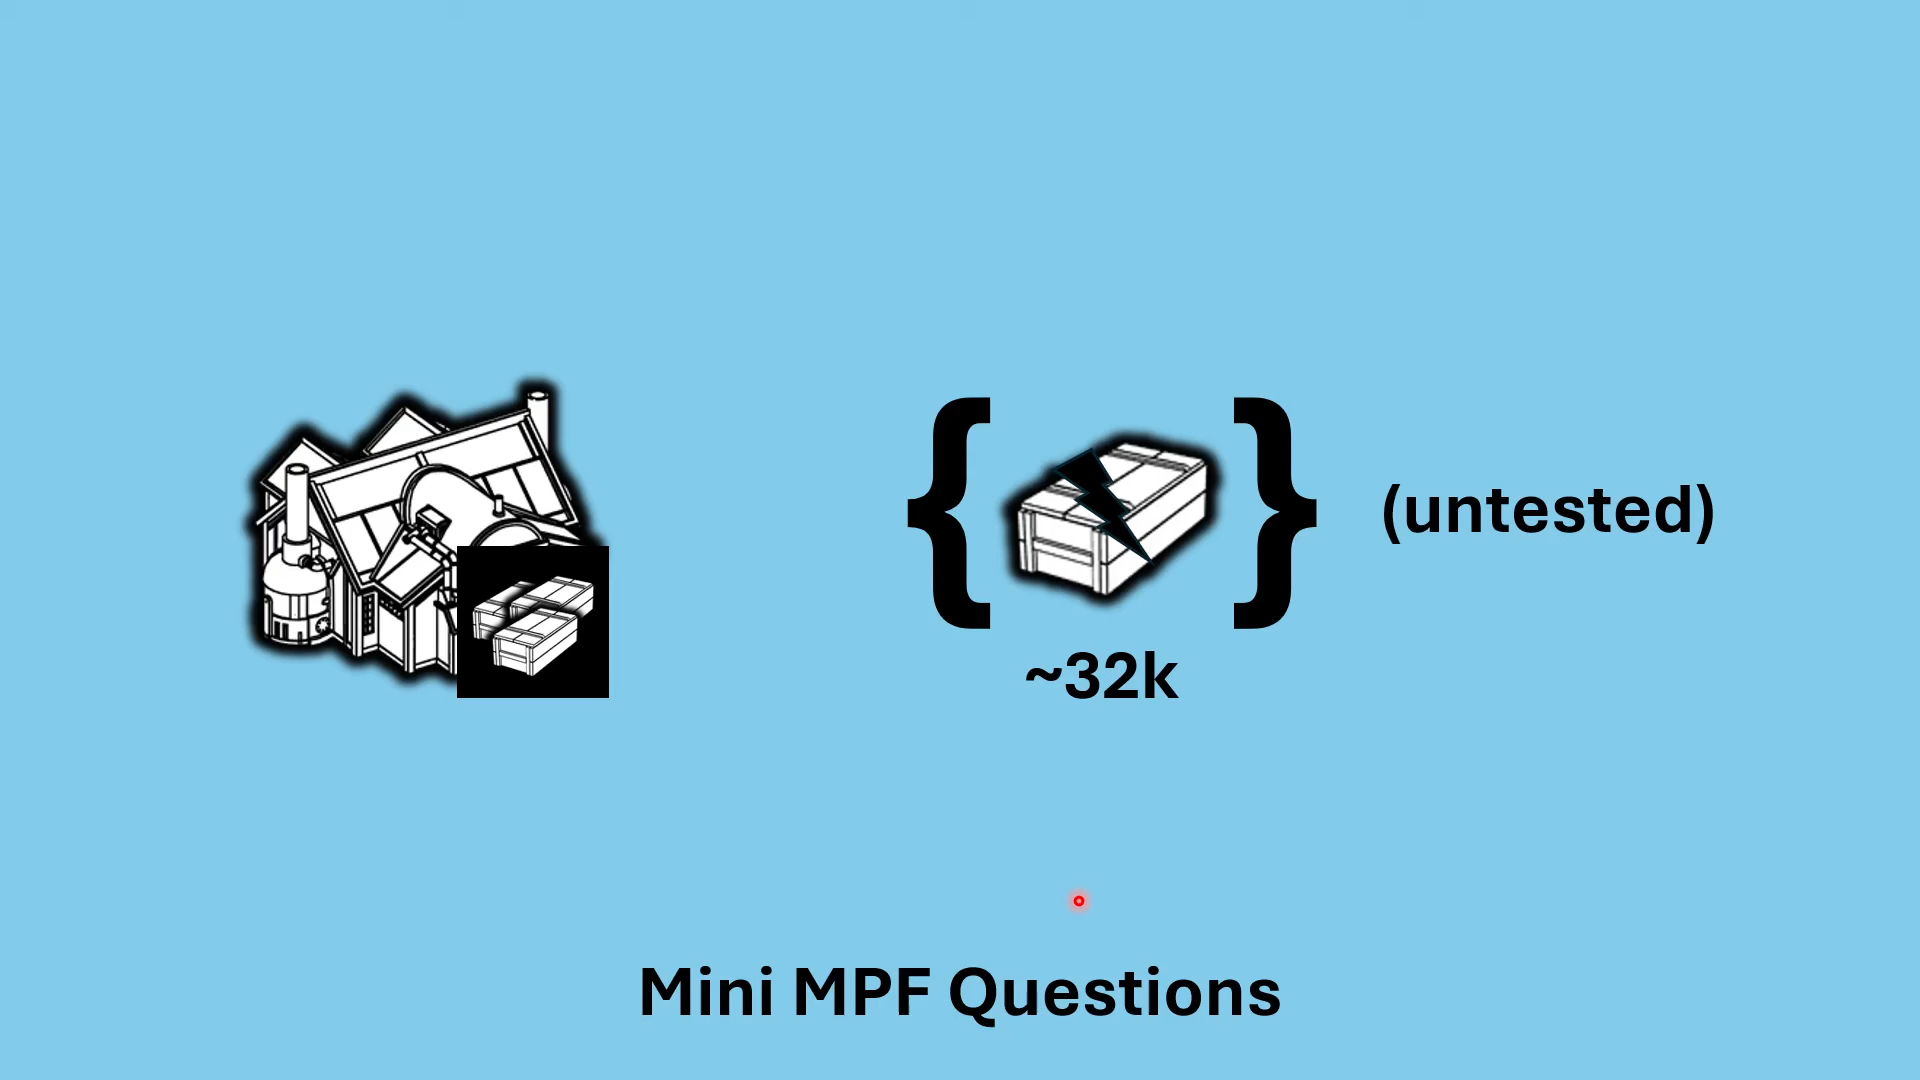 { }
(untested)
~32k
Mini MPF Questions